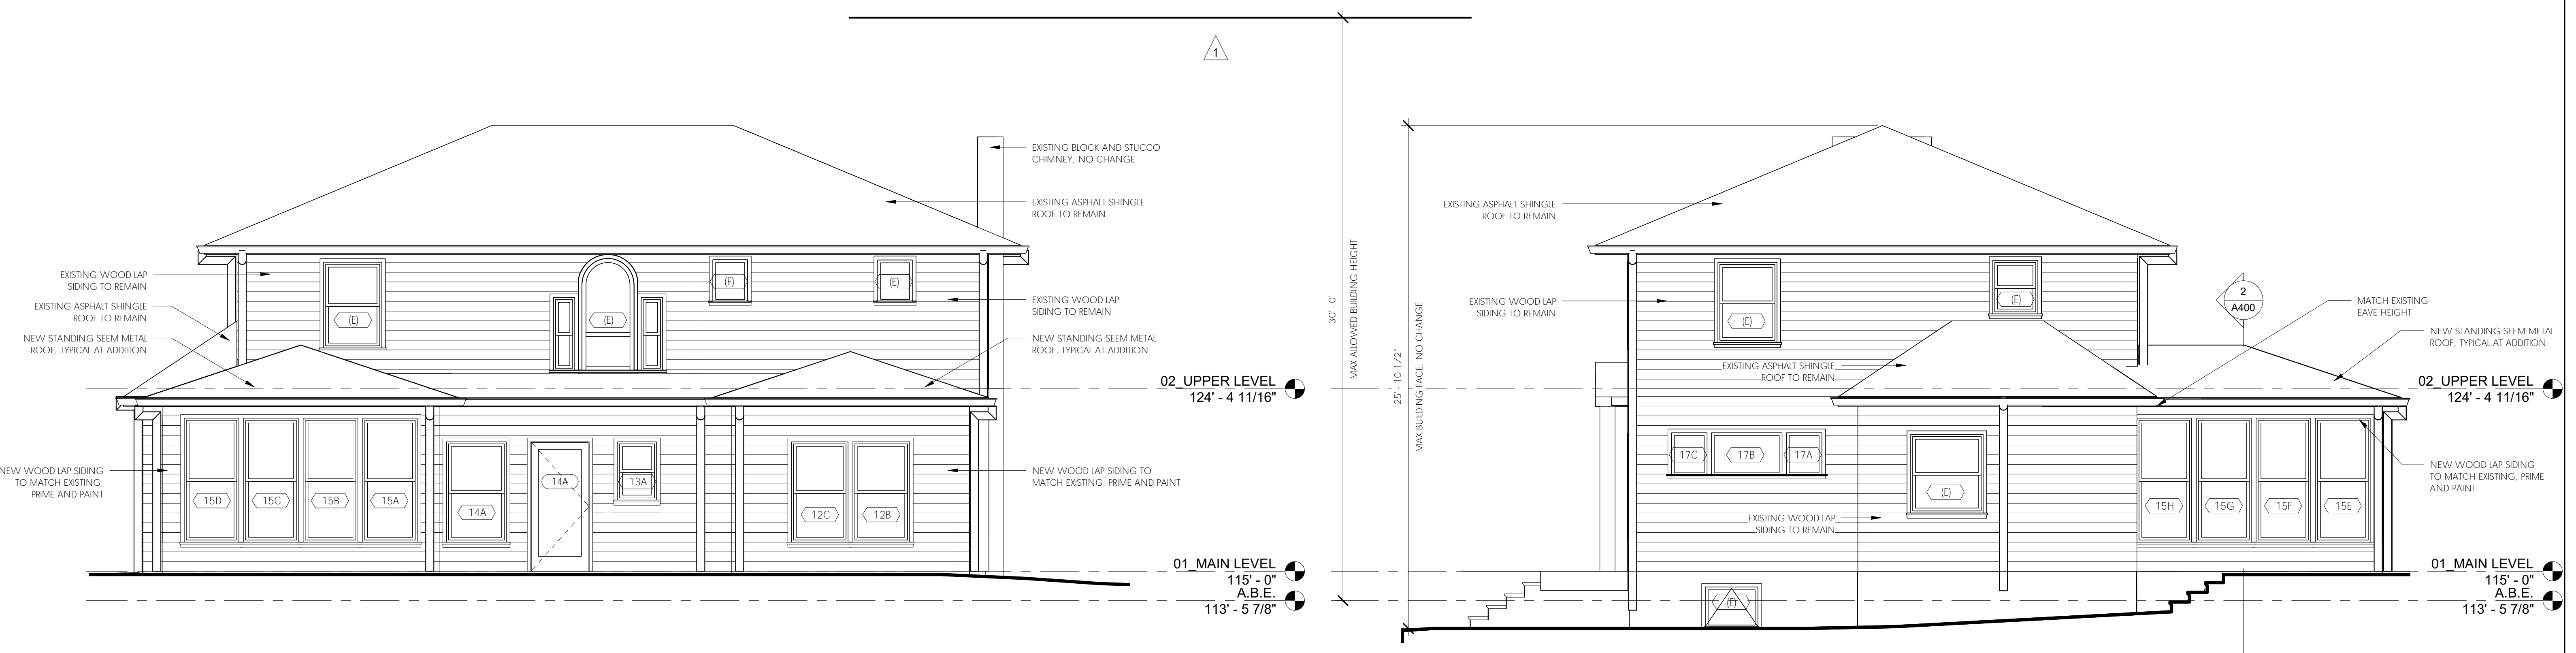 1
EXISTING BLOCK AND STUCCO
CHIMNEY, NO CHANGE
EXISTING ASPHALT SHINGLE
ROOF TO REMAIN
EXISTING WOOD LAP
SIDING TO REMAIN
EXISTING ASPHALT SHINGLE
ROOF TO REMAIN
NEW STANDING SEEM METAL
ROOF, TYPICAL AT ADDITION
NEW WOOD LAP SIDING
TO MATCH EXISTING,
PRIME AND PAINT
(E)
(E)
(E)
(E)
EXISTING WOOD LAP
SIDING TO REMAIN
NEW STANDING SEEM METAL
ROOF, TYPICAL AT ADDITION
15D
15C
15B
15A
14A
14A
13A
12C
12B
NEW WOOD LAP SIDING TO
MATCH EXISTING, PRIME AND PAINT
02_UPPER LEVEL
124' - 4 11/16"
01_MAIN LEVEL
115' - 0"
A.B.E.
113' - 5 7/8"
30' - 0"
MAX ALLOWED BUILDING HEIGHT
25' - 10 1/2"
MAX BUILDING FACE, NO CHANGE
EXISTING ASPHALT SHINGLE
ROOF TO REMAIN
EXISTING WOOD LAP
SIDING TO REMAIN
(E)
(E)
EXISTING ASPHALT SHINGLE
ROOF TO REMAIN
17C
17B
17A
(E)
EXISTING WOOD LAP
SIDING TO REMAIN
(E)
15H
15G
15F
15E
2
A400
MATCH EXISTING
EAVE HEIGHT
NEW STANDING SEEM METAL
ROOF, TYPICAL AT ADDITION
02_UPPER LEVEL
124' - 4 11/16"
NEW WOOD LAP SIDING
TO MATCH EXISTING, PRIME
AND PAINT
01_MAIN LEVEL
115' - 0"
A.B.E.
113' - 5 7/8"